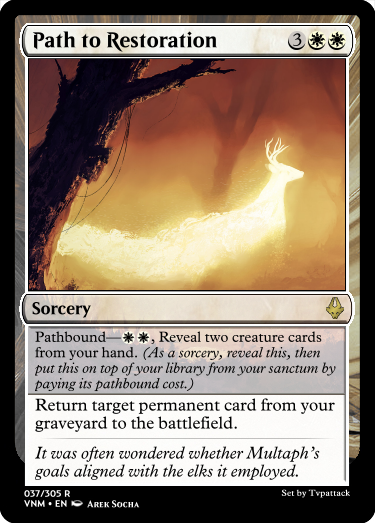 Path to Restoration 3
Sorcery
Pathbound—, Reveal two creature cards
from your hand. (As a sorcery, reveal this, then
put this on top of your library from your sanctum by
paying its pathbound cost.)
Return target permanent card from your
graveyard to the battlefield.
It was often wondered whether Multaph's
goals aligned with the elks it employed.
037/305 R
VNM • EN Arek Socha
Set by Tvpattack